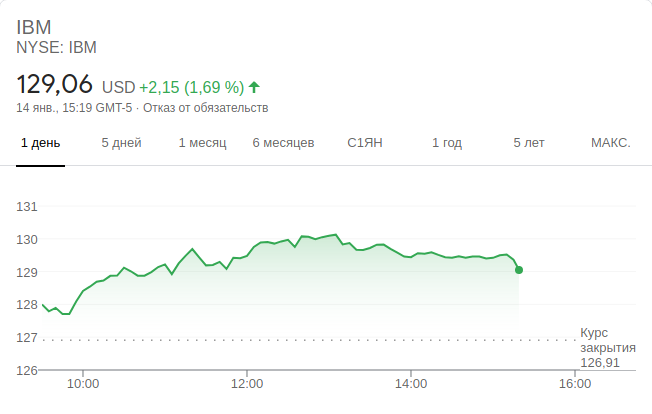 IBM
NYSE: IBM
129,06 USD +2,15 (1,69 %)
14 янв., 15:19 GMT-5 · Отказ от обязательств
1 день 5 дней 1 месяц 6 месяцев С1ЯН 1 год 5 лет МАКС.
131
130
129
128
127
126
Курс
закрытия
126,91
10:00 12:00 14:00 16:00